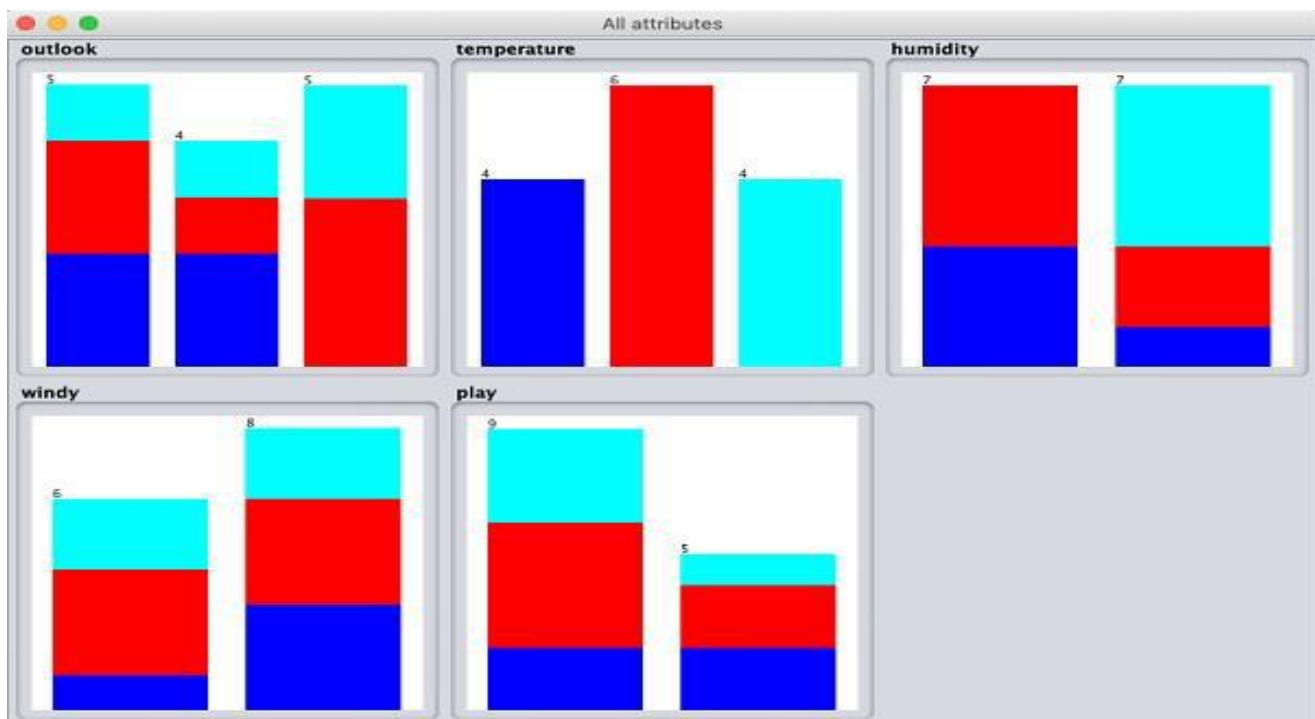 All attributes
outlook temperature humidity
5 4 5
4 6 4
7 7
windy play
6 8
9 5